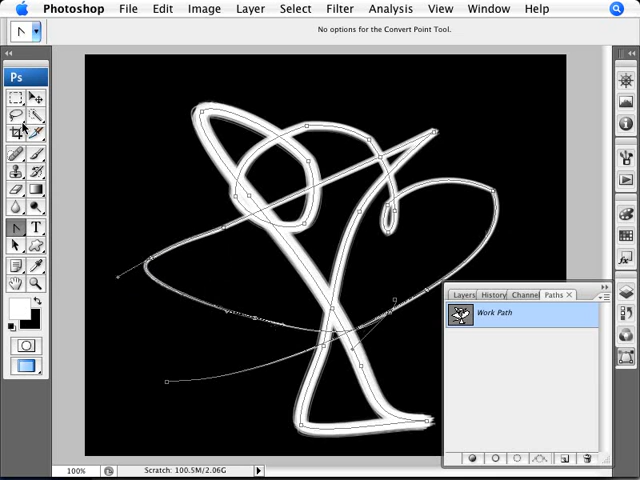 Photoshop File Edit Image Layer Select Filter Analysis View Window Help
No options for the Convert Point Tool.
Ps
T
Layers History Channel Paths ×
Work Path
100% Scratch: 100.5M/2.06G